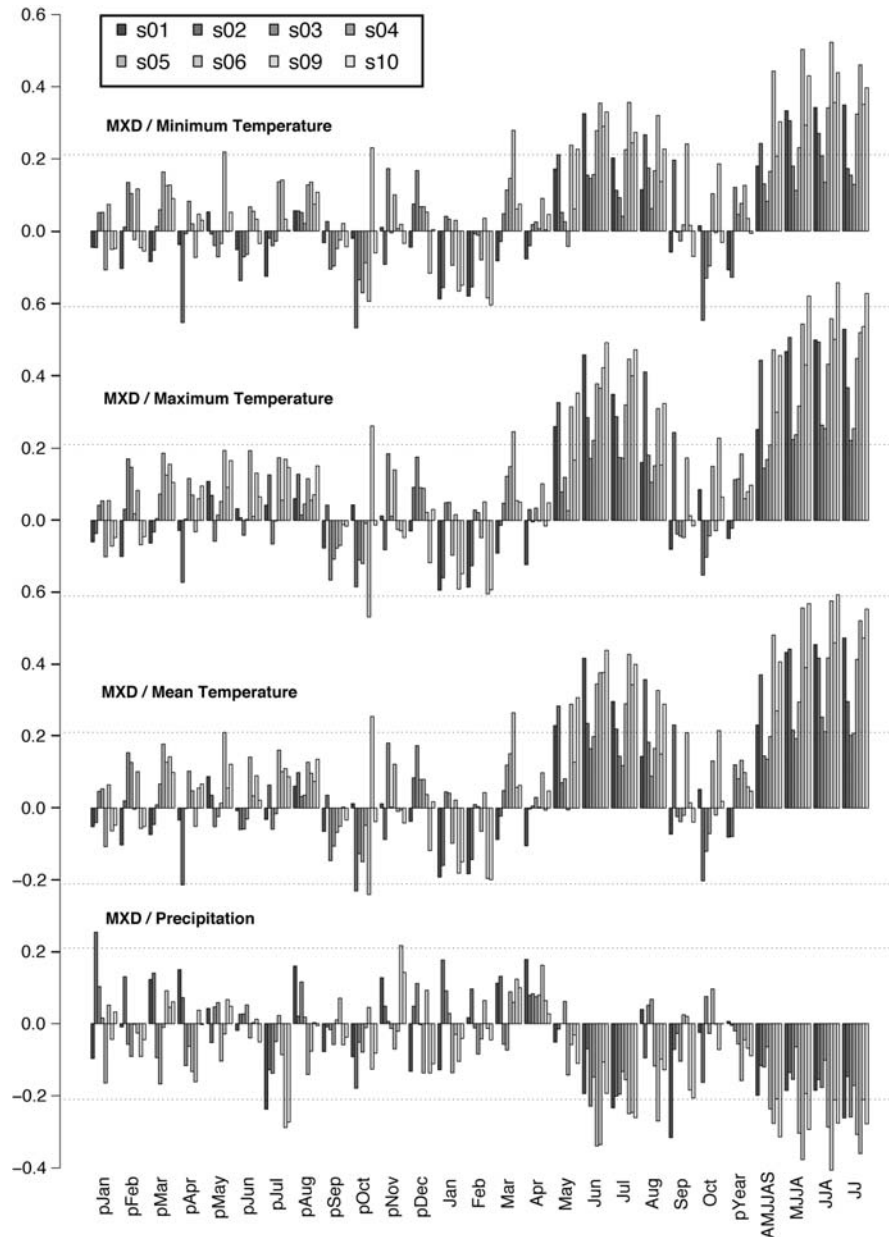 0.6
s01 s02 s03 s04
s05 s06 s09 s10
0.4
MXD / Minimum Temperature
0.2
0.0
0.6
0.4
MXD / Maximum Temperature
0.2
0.0
0.6
0.4
MXD / Mean Temperature
0.2
0.0
−0.2
MXD / Precipitation
0.2
0.0
−0.2
−0.4
pJan pFeb pMar pApr pMay pJun pJul pAug pSep pOct pNov pDec Jan Feb Mar Apr May Jun Jul Aug Sep Oct pYear AMJJAS MJJA JJA JJ